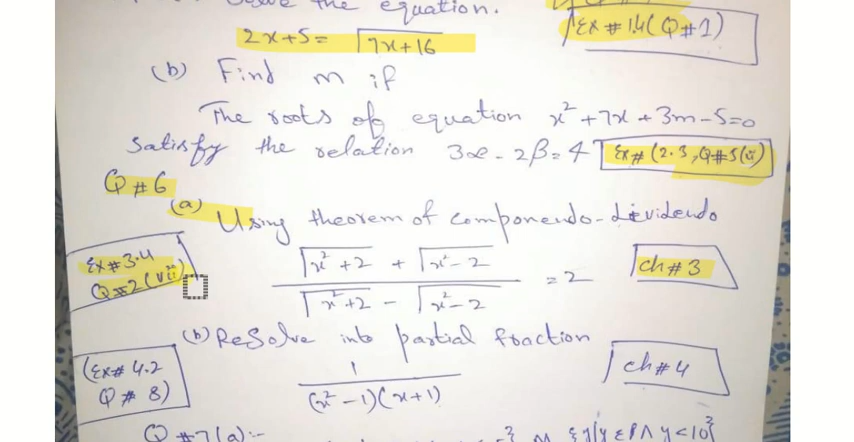 Solve the equation.
2x+5 = √7x+16
Ex # 1.4 ( Q # 1)
(b) Find m if
The roots of equation x² + 7x + 3m - 5 = 0
Satisfy the relation 3α - 2β = 4
Ex # (2.3, Q#5(ii)
Q # 6
(a) Using theorem of componendo-dividendo
Ex # 3.4
Q # 2 (vii)
√x²+2 + √x²-2
= 2
√x²+2 - √x²-2
ch # 3
(b) ReSolve into partial fraction
(Ex # 4.2
Q # 8)
1
(x² - 1)(x+1)
ch # 4
Q # 7(a):-